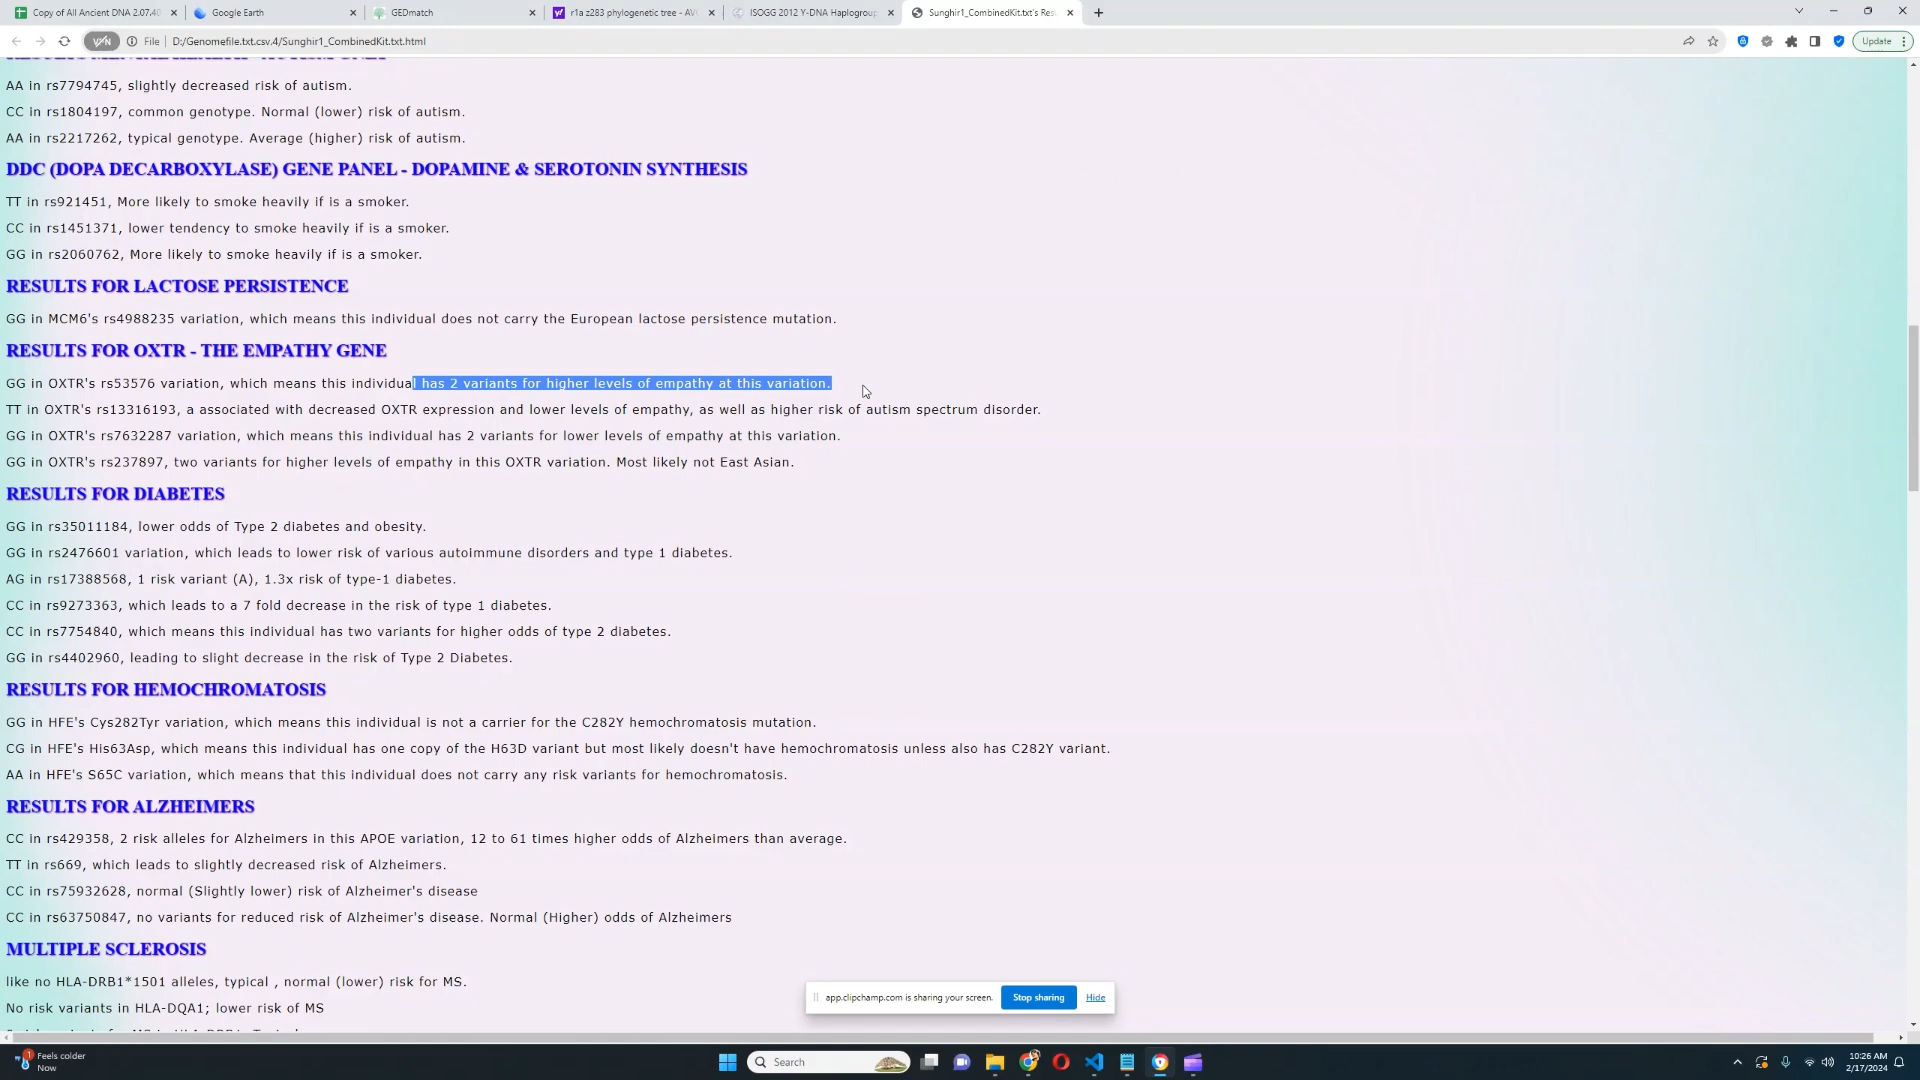 Copy of All Ancient DNA 2.07.40
Google Earth
GEDmatch
r1a z283 phylogenetic tree - AV
ISOGG 2012 Y-DNA Haplogroup
Sunghir1_CombinedKit.txt's Res
VPN
File
D:/Genomefile.txt.csv.4/Sunghir1_CombinedKit.txt.html
Update
AA in rs7794745, slightly decreased risk of autism.
CC in rs1804197, common genotype. Normal (lower) risk of autism.
AA in rs2217262, typical genotype. Average (higher) risk of autism.
DDC (DOPA DECARBOXYLASE) GENE PANEL - DOPAMINE & SEROTONIN SYNTHESIS
TT in rs921451, More likely to smoke heavily if is a smoker.
CC in rs1451371, lower tendency to smoke heavily if is a smoker.
GG in rs2060762, More likely to smoke heavily if is a smoker.
RESULTS FOR LACTOSE PERSISTENCE
GG in MCM6's rs4988235 variation, which means this individual does not carry the European lactose persistence mutation.
RESULTS FOR OXTR - THE EMPATHY GENE
GG in OXTR's rs53576 variation, which means this individual has 2 variants for higher levels of empathy at this variation.
TT in OXTR's rs13316193, a associated with decreased OXTR expression and lower levels of empathy, as well as higher risk of autism spectrum disorder.
GG in OXTR's rs7632287 variation, which means this individual has 2 variants for lower levels of empathy at this variation.
GG in OXTR's rs237897, two variants for higher levels of empathy in this OXTR variation. Most likely not East Asian.
RESULTS FOR DIABETES
GG in rs35011184, lower odds of Type 2 diabetes and obesity.
GG in rs2476601 variation, which leads to lower risk of various autoimmune disorders and type 1 diabetes.
AG in rs17388568, 1 risk variant (A), 1.3x risk of type-1 diabetes.
CC in rs9273363, which leads to a 7 fold decrease in the risk of type 1 diabetes.
CC in rs7754840, which means this individual has two variants for higher odds of type 2 diabetes.
GG in rs4402960, leading to slight decrease in the risk of Type 2 Diabetes.
RESULTS FOR HEMOCHROMATOSIS
GG in HFE's Cys282Tyr variation, which means this individual is not a carrier for the C282Y hemochromatosis mutation.
CG in HFE's His63Asp, which means this individual has one copy of the H63D variant but most likely doesn't have hemochromatosis unless also has C282Y variant.
AA in HFE's S65C variation, which means that this individual does not carry any risk variants for hemochromatosis.
RESULTS FOR ALZHEIMERS
CC in rs429358, 2 risk alleles for Alzheimers in this APOE variation, 12 to 61 times higher odds of Alzheimers than average.
TT in rs669, which leads to slightly decreased risk of Alzheimers.
CC in rs75932628, normal (Slightly lower) risk of Alzheimer's disease
CC in rs63750847, no variants for reduced risk of Alzheimer's disease. Normal (Higher) odds of Alzheimers
MULTIPLE SCLEROSIS
like no HLA-DRB1*1501 alleles, typical , normal (lower) risk for MS.
No risk variants in HLA-DQA1; lower risk of MS
app.clipchamp.com is sharing your screen.
Stop sharing
Hide
1
Feels colder
Now
Search
10:26 AM
2/17/2024